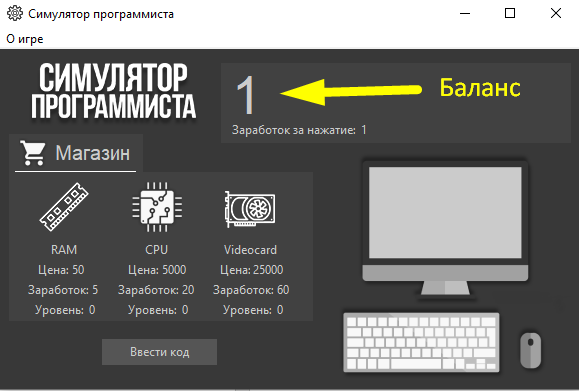 Симулятор программиста
О игре
СИМУЛЯТОР
ПРОГРАММИСТА
1
Баланс
Заработок за нажатие: 1
Магазин
RAM CPU Videocard
Цена: 50 Цена: 5000 Цена: 25000
Заработок: 5 Заработок: 20 Заработок: 60
Уровень: 0 Уровень: 0 Уровень: 0
Ввести код